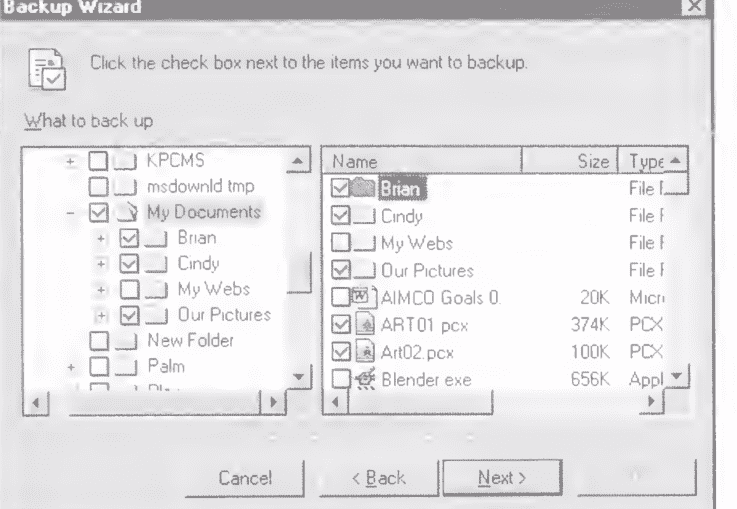 Backup Wizard
Click the check box next to the items you want to backup.
What to back up
KPCMS
msdownld tmp
My Documents
Brian
Cindy
My Webs
Our Pictures
New Folder
Palm
Name Size Type
Brian File F
Cindy File F
My Webs File F
Our Pictures File F
AIMCO Goals 0. 20K Micr
ART01 pcx 374K PCX
Art02.pcx 100K PCX
Blender exe 656K Appl
Cancel
< Back
Next >